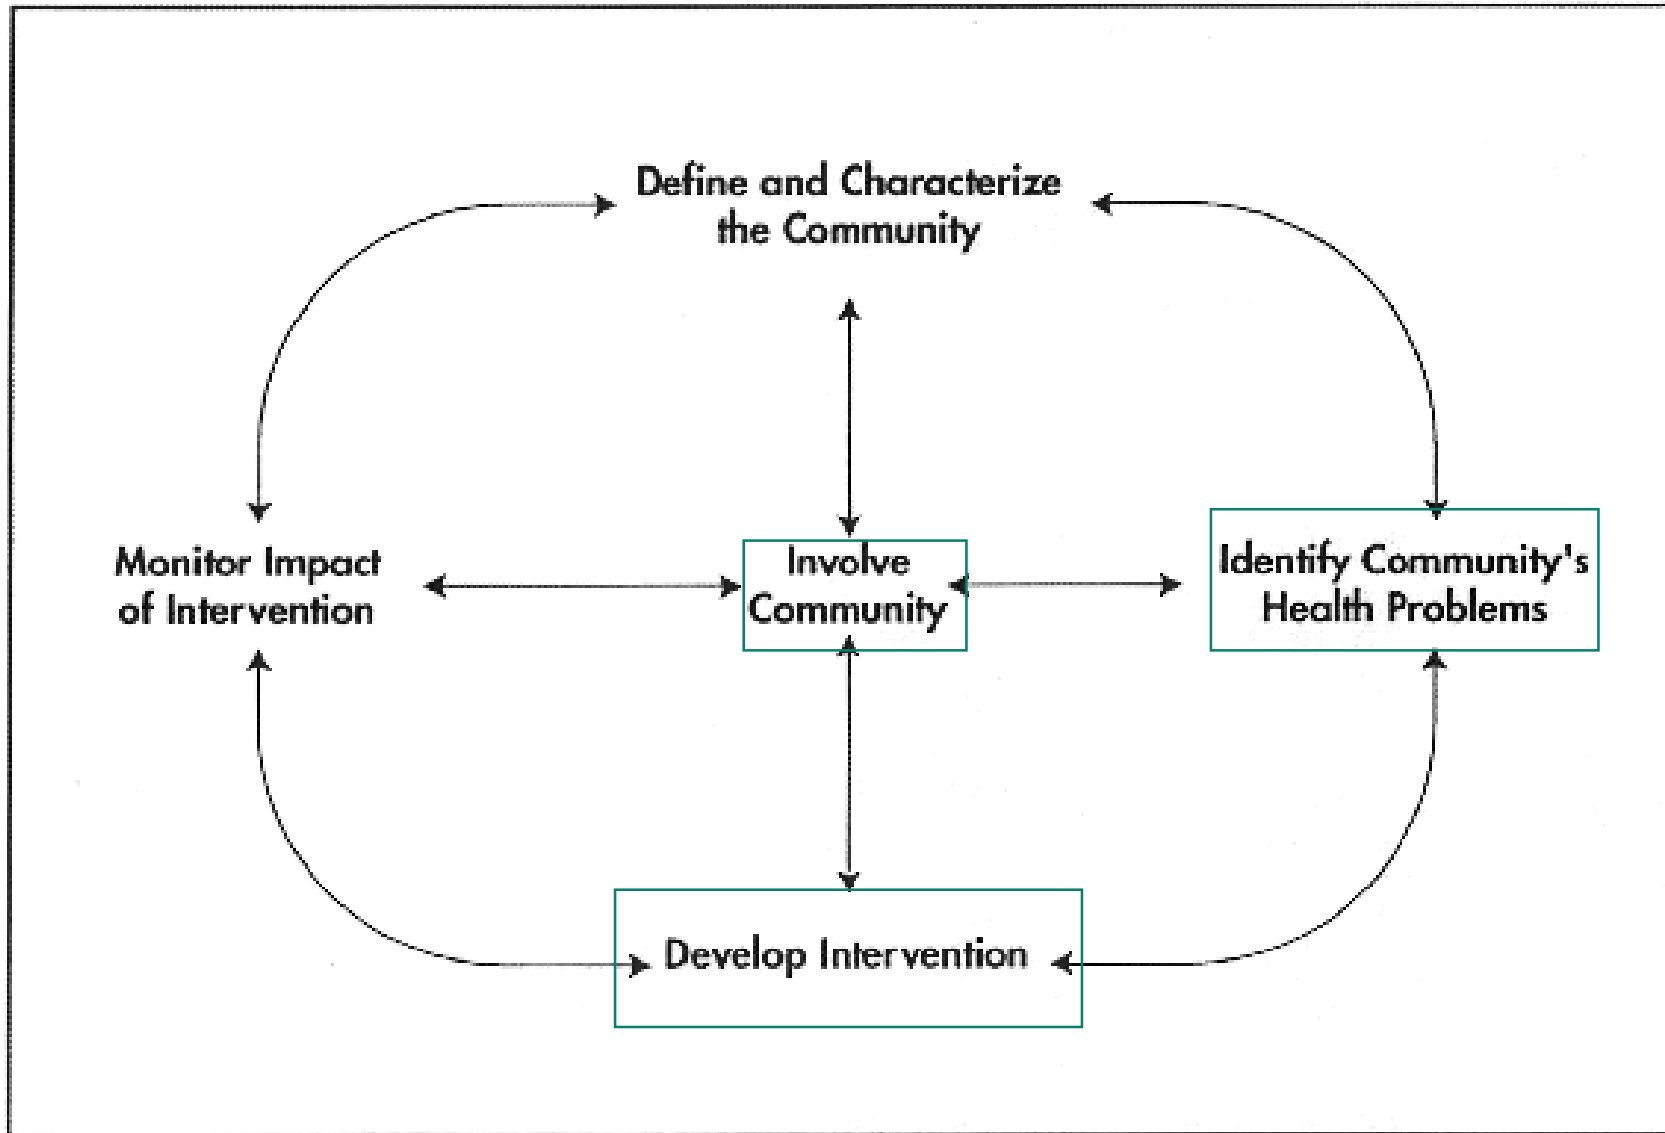 Define and Characterize
the Community
Monitor Impact
of Intervention
Involve
Community
Identify Community's
Health Problems
Develop Intervention